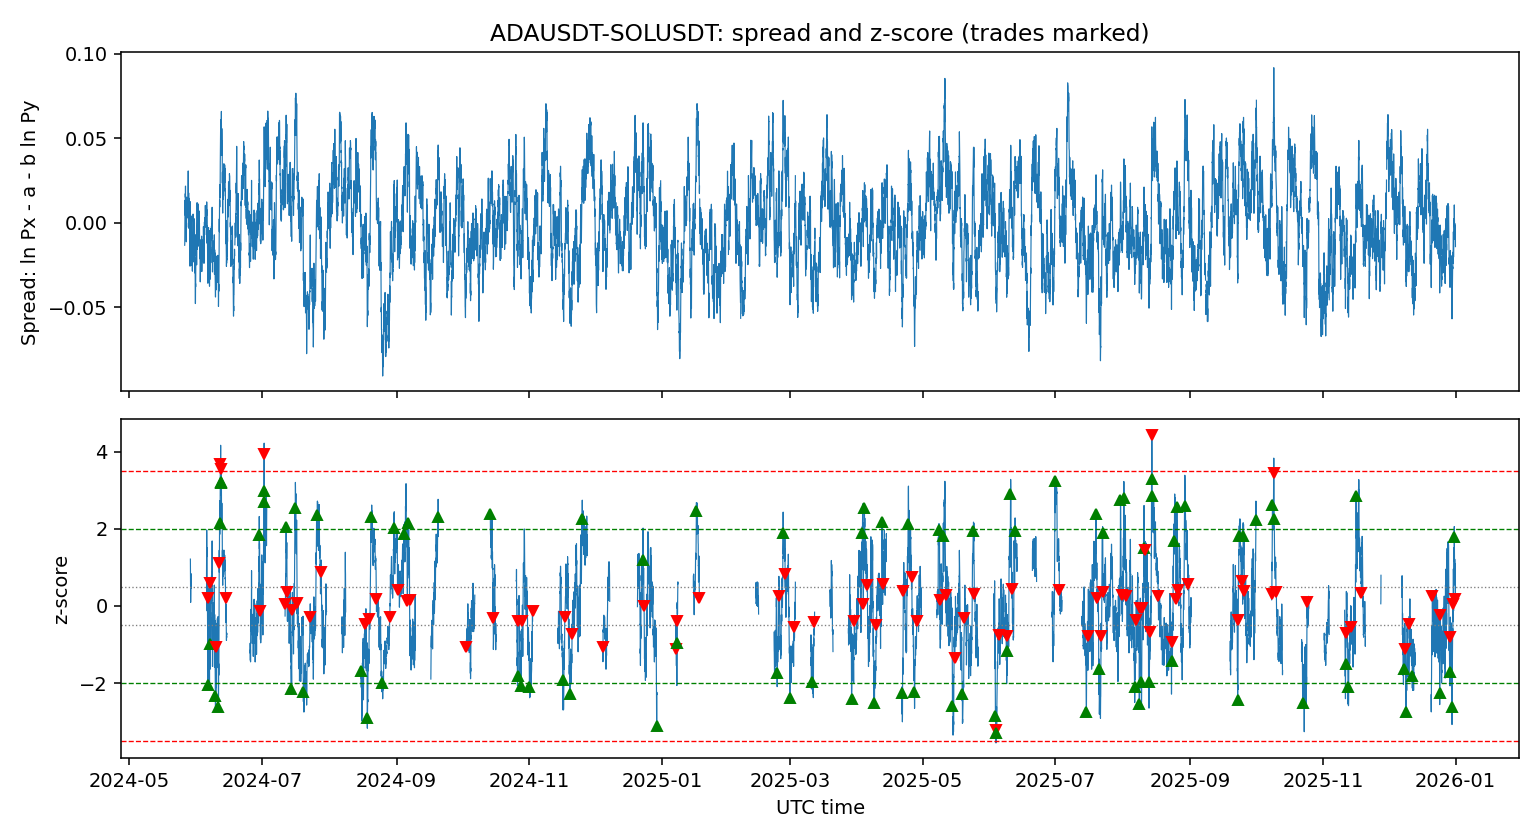 ADAUSDT-SOLUSDT: spread and z-score (trades marked)
Spread: ln Px - a - b ln Py
0.10
0.05
0.00
−0.05
z-score
4
2
0
−2
2024-05 2024-07 2024-09 2024-11 2025-01 2025-03 2025-05 2025-07 2025-09 2025-11 2026-01
UTC time